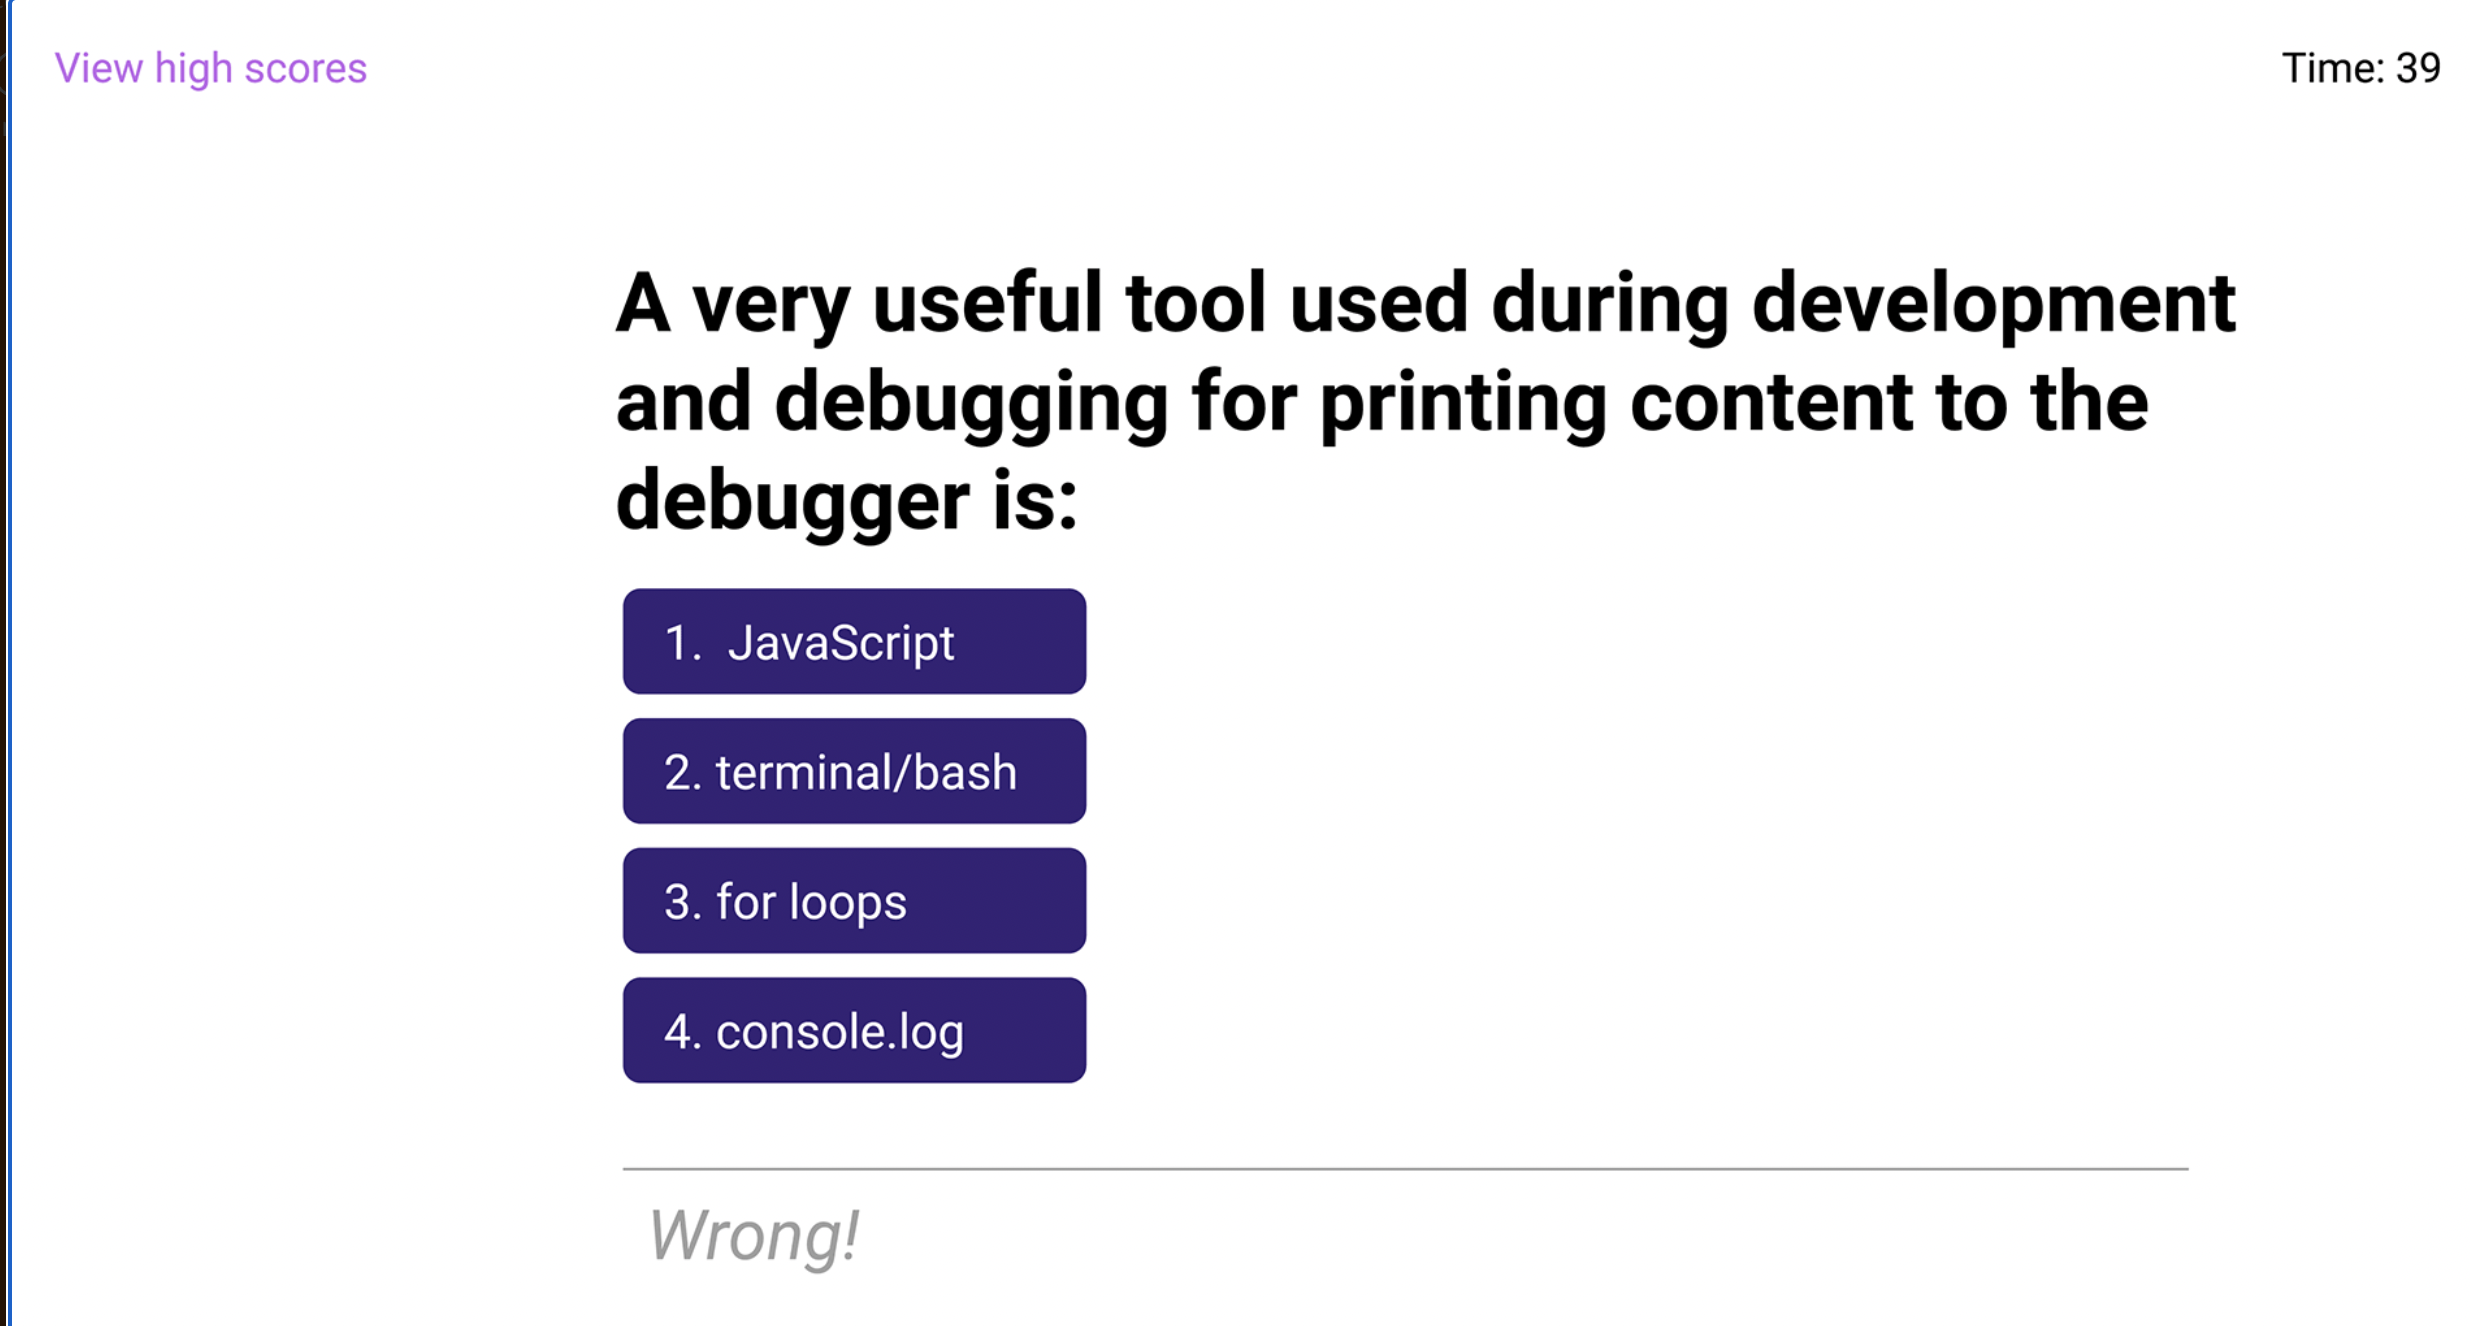 View high scores
Time: 39
A very useful tool used during development
and debugging for printing content to the
debugger is:
1. JavaScript
2. terminal/bash
3. for loops
4. console.log
Wrong!